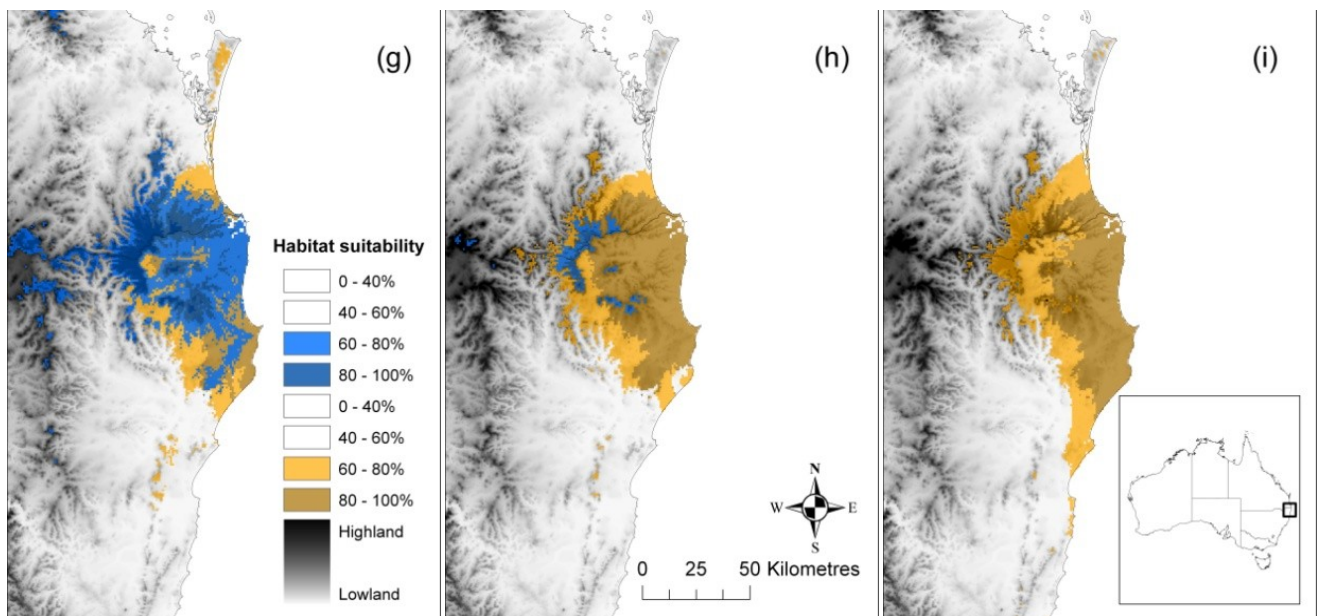 (g)
(h)
(i)
Habitat suitability
0 - 40%
40 - 60%
60 - 80%
80 - 100%
0 - 40%
40 - 60%
60 - 80%
80 - 100%
Highland
Lowland
N
W E
S
0 25 50 Kilometres